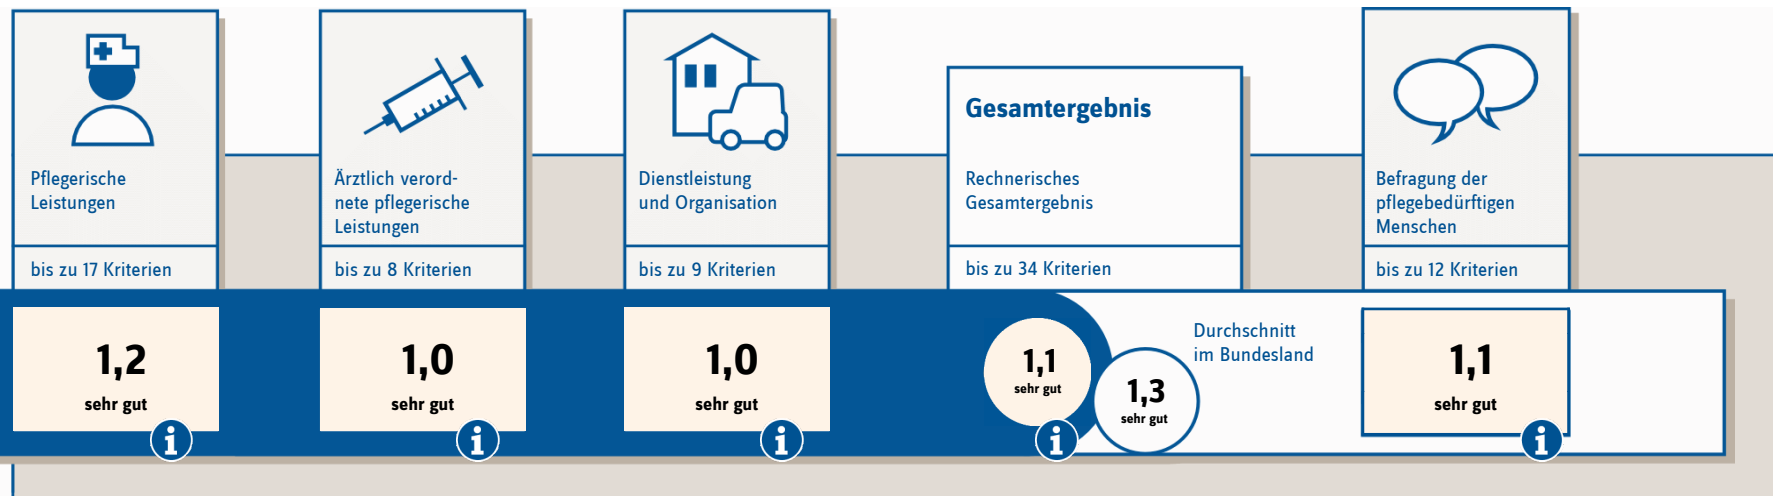 Pflegerische
Leistungen
bis zu 17 Kriterien
1,2
sehr gut
i
Ärztlich verord-
nete pflegerische
Leistungen
bis zu 8 Kriterien
1,0
sehr gut
i
Dienstleistung
und Organisation
bis zu 9 Kriterien
1,0
sehr gut
i
Gesamtergebnis
Rechnerisches
Gesamtergebnis
bis zu 34 Kriterien
1,1
sehr gut
i
1,3
sehr gut
Durchschnitt
im Bundesland
Befragung der
pflegebedürftigen
Menschen
bis zu 12 Kriterien
1,1
sehr gut
i